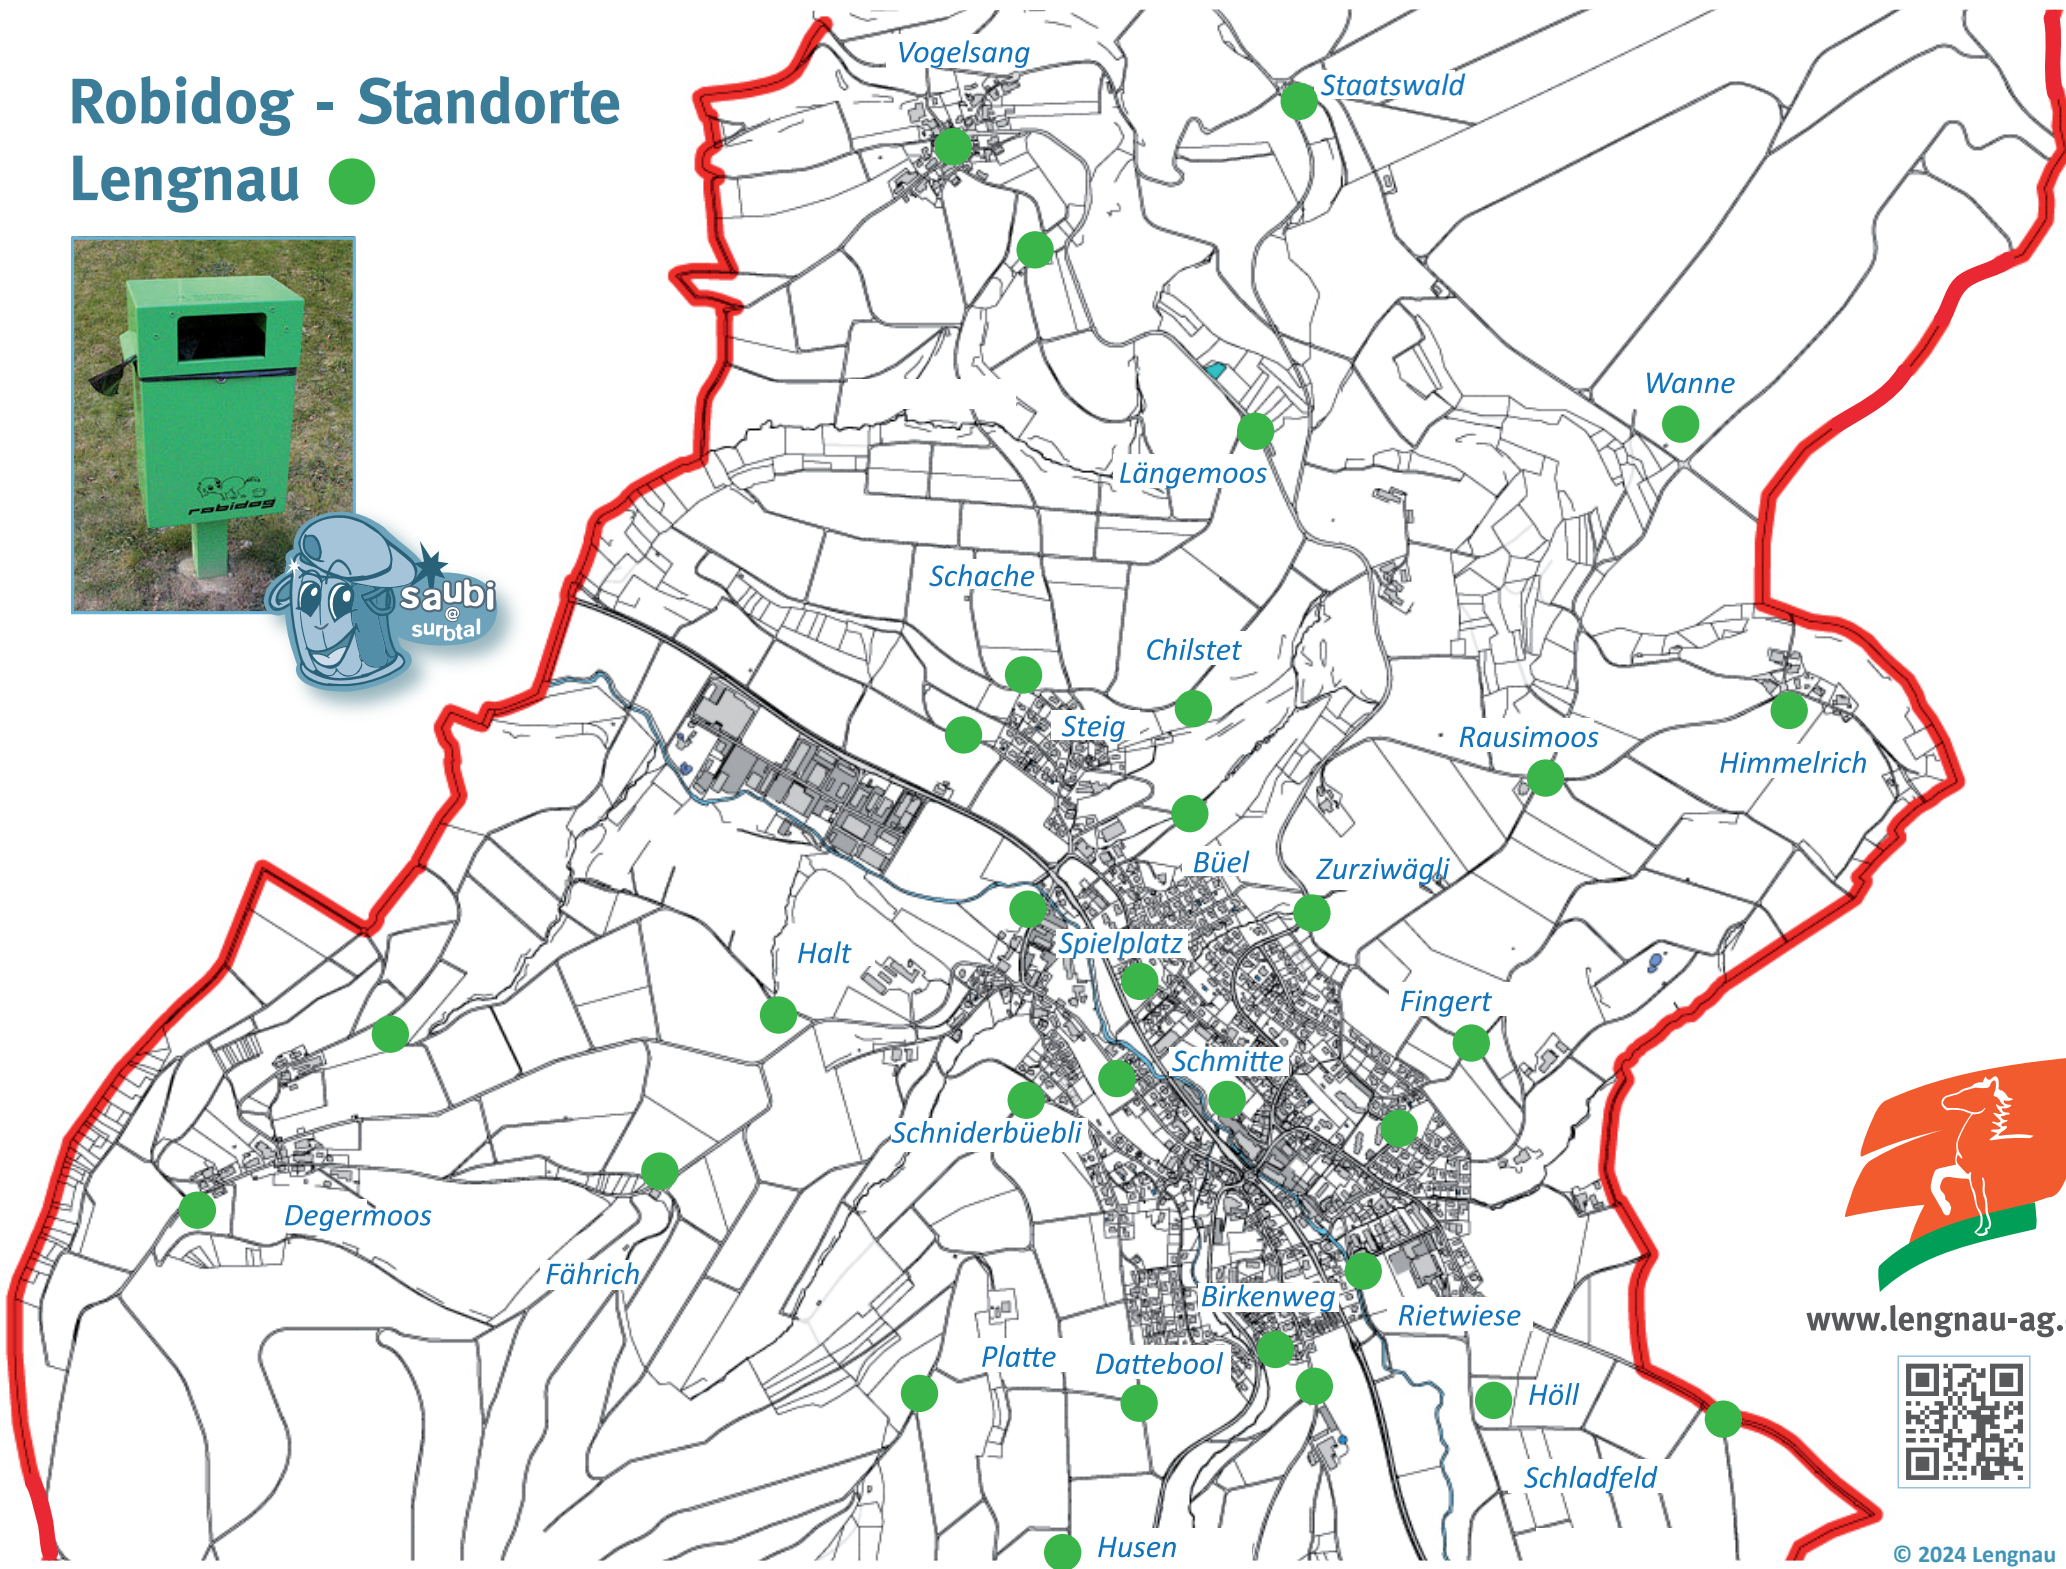 Robidog - Standorte
Lengnau
robidog
saubi
@
surbtal
Vogelsang
Staatswald
Wanne
Längemoos
Schache
Chilstet
Steig
Rausimoos
Himmelrich
Büel
Zurziwägli
Halt
Spielplatz
Fingert
Schmitte
Schniderbüebli
Degermoos
Fährich
Birkenweg
Rietwiese
Platte
Dattebool
Höll
Schladfeld
Husen
www.lengnau-ag.
© 2024 Lengnau